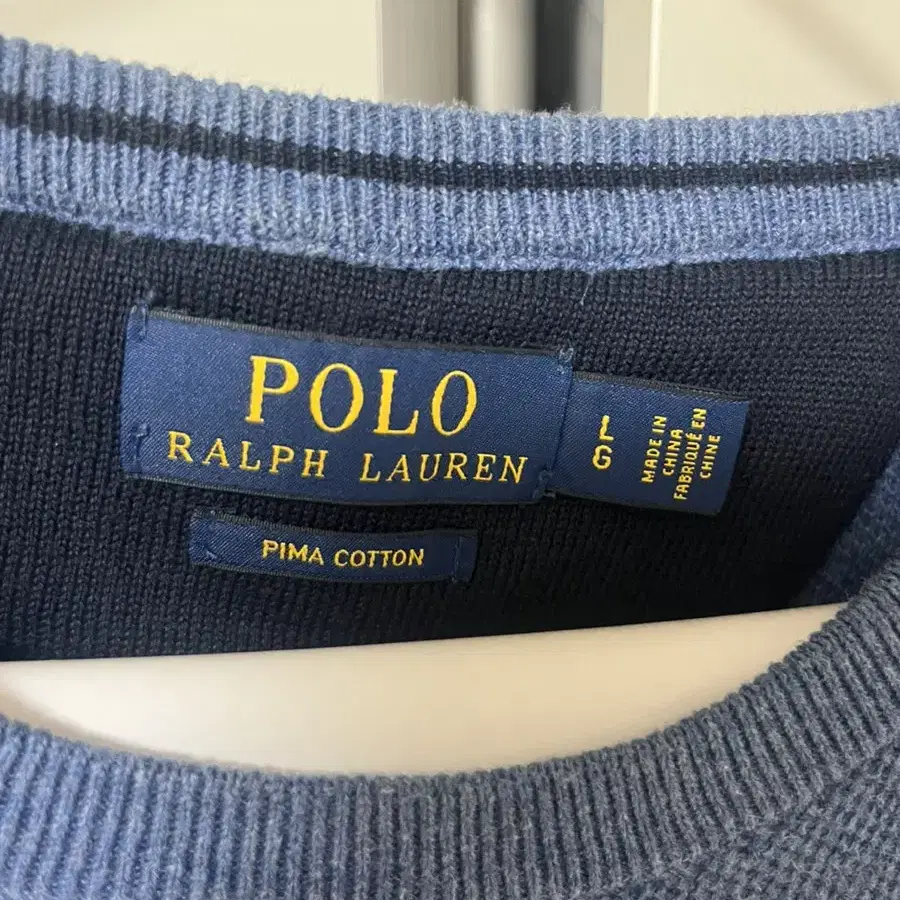 POLO
RALPH LAUREN
L
G
MADE IN
CHINA
FABRIQUÉ EN
CHINE
PIMA COTTON